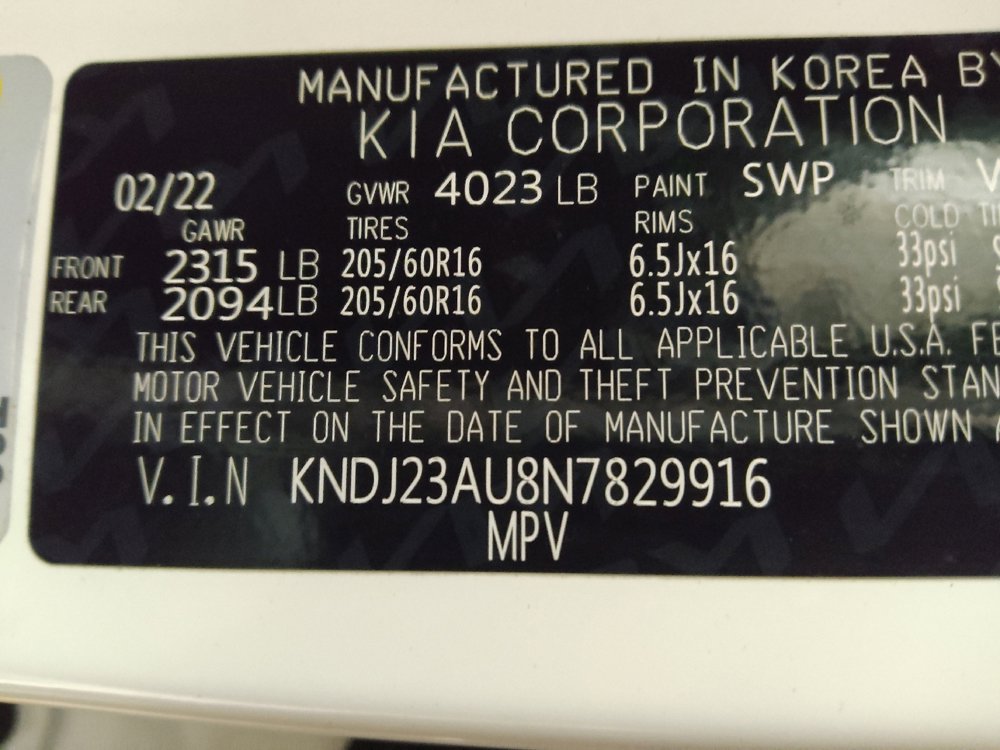 MANUFACTURED IN KOREA BY
KIA CORPORATION
02/22 GVWR 4023 LB PAINT SWP TRIM
GAWR TIRES RIMS COLD
FRONT 2315 LB 205/60R16 6.5Jx16 33psi
REAR 2094LB 205/60R16 6.5Jx16 33psi
THIS VEHICLE CONFORMS TO ALL APPLICABLE U.S.A.
MOTOR VEHICLE SAFETY AND THEFT PREVENTION STAN
IN EFFECT ON THE DATE OF MANUFACTURE SHOWN
V.I.N KNDJ23AU8N7829916
MPV